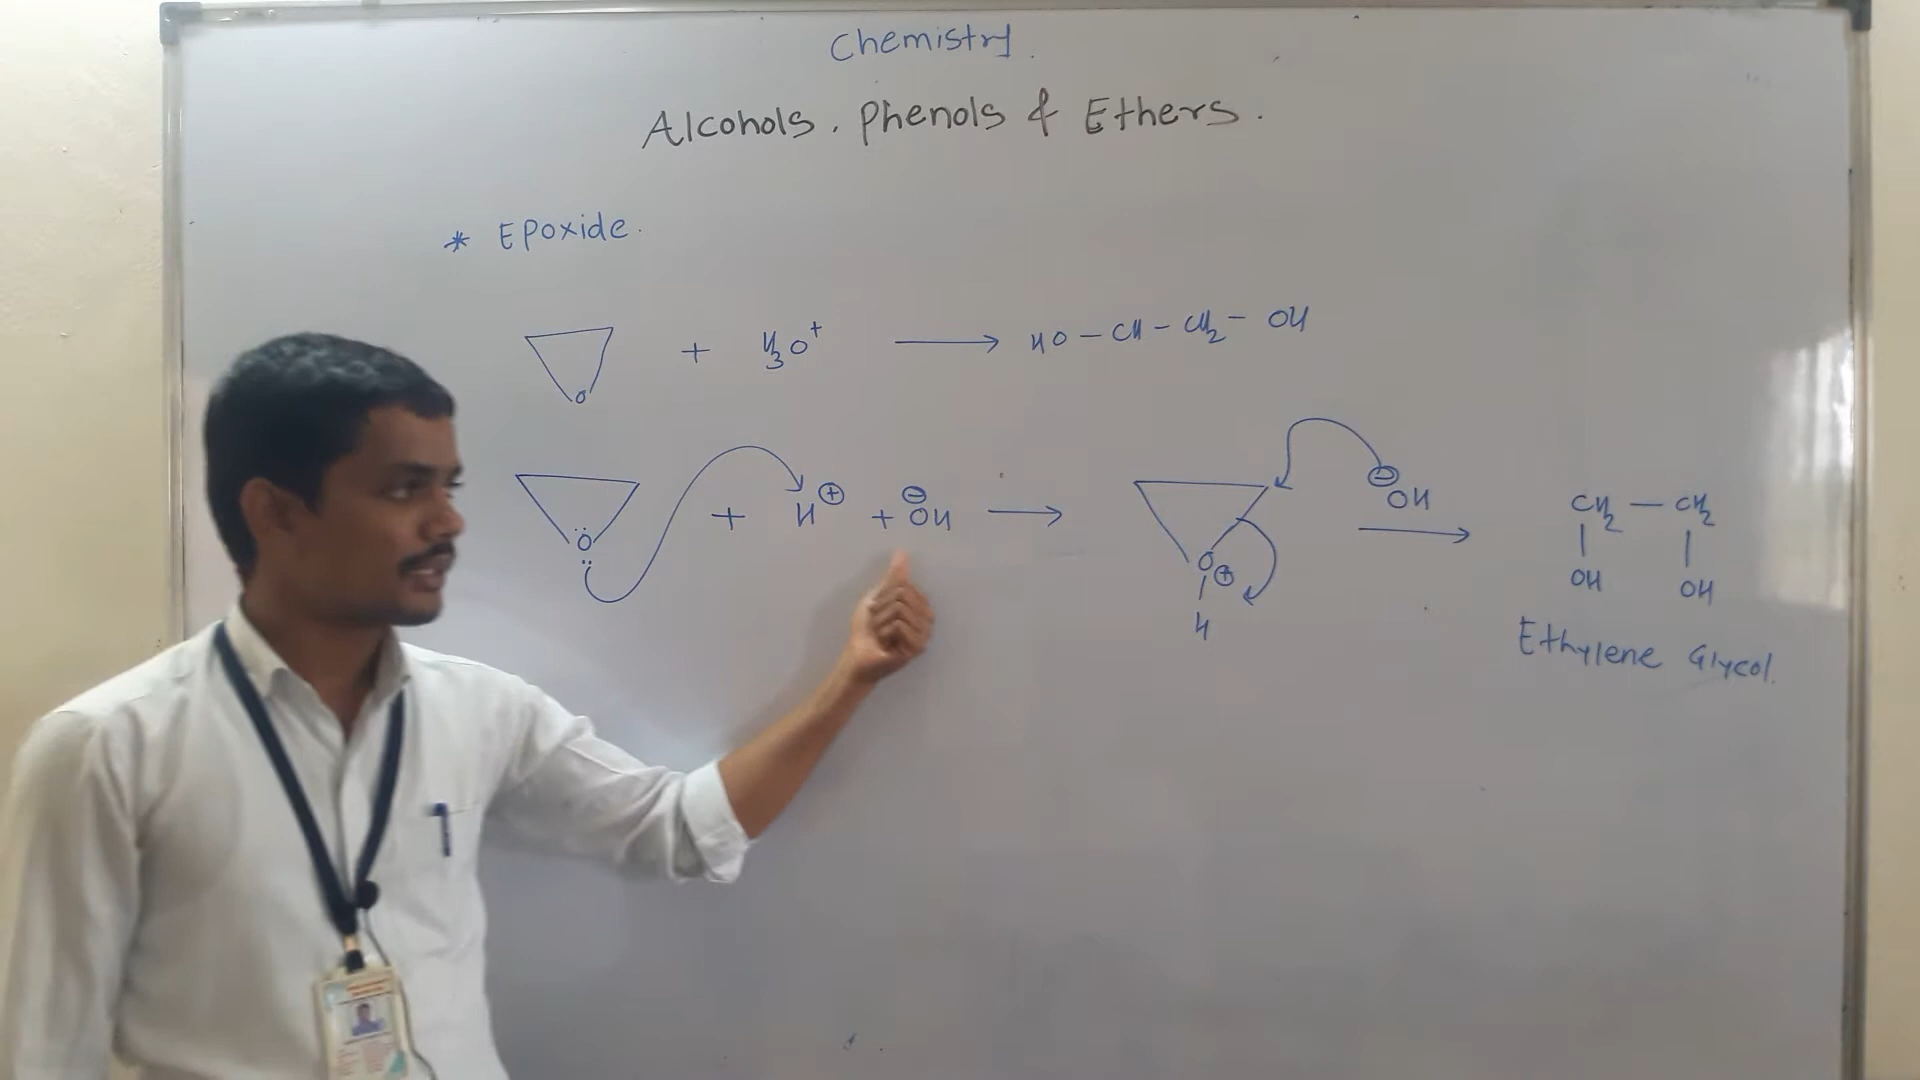 Chemistry.
Alcohols, Phenols & Ethers.
* Epoxide.
O + H3O+ → HO - CH - CH2 - OH
Ö + H⊕ + ⊖OH → O⊕ ⊖OH → CH2 - CH2
H OH OH
Ethylene Glycol.